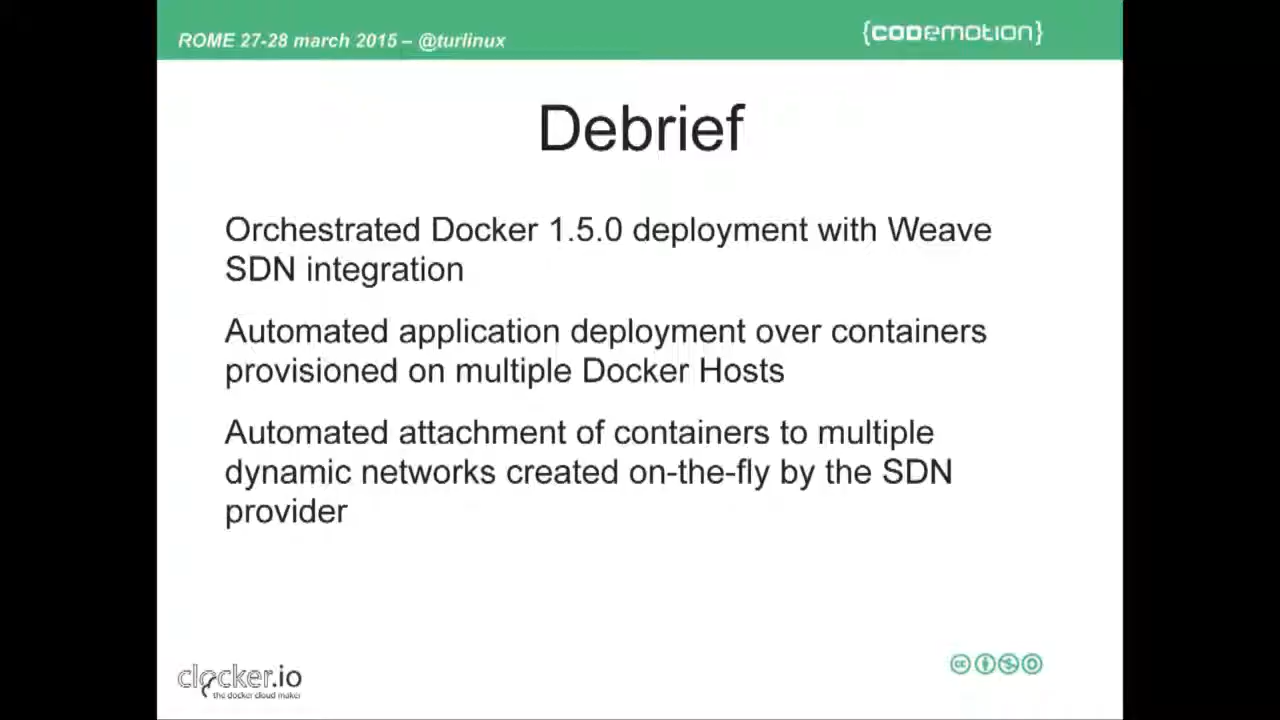 ROME 27-28 march 2015 – @turlinux
{codemotion}
Debrief
Orchestrated Docker 1.5.0 deployment with Weave
SDN integration
Automated application deployment over containers
provisioned on multiple Docker Hosts
Automated attachment of containers to multiple
dynamic networks created on-the-fly by the SDN
provider
clocker.io
the docker cloud maker
cc